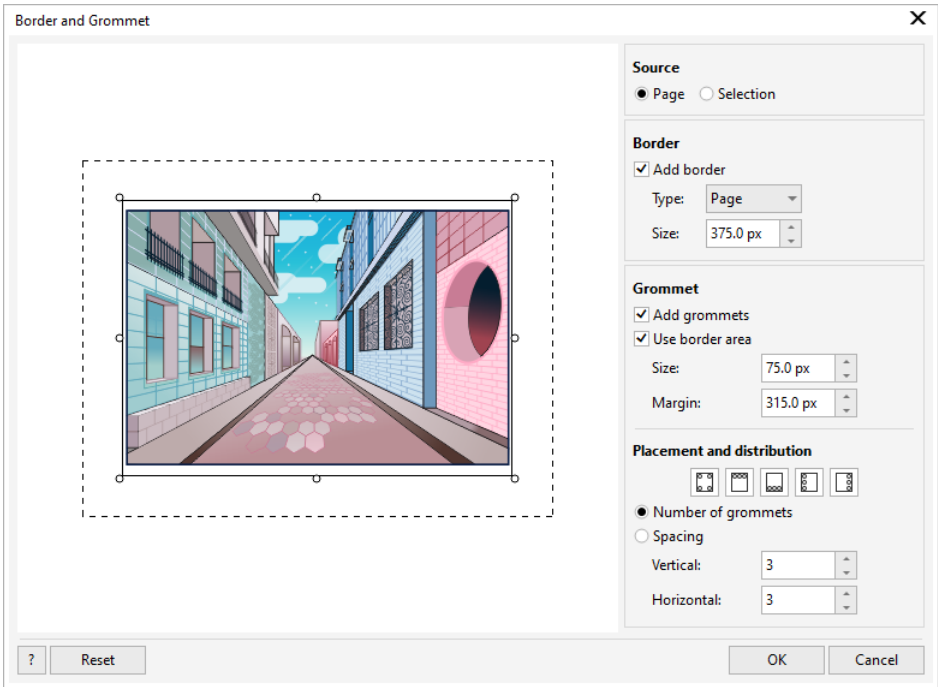 Border and Grommet
Source
Page Selection
Border
Add border
Type: Page
Size: 375.0 px
Grommet
Add grommets
Use border area
Size: 75.0 px
Margin: 315.0 px
Placement and distribution
Number of grommets
Spacing
Vertical: 3
Horizontal: 3
? Reset OK Cancel